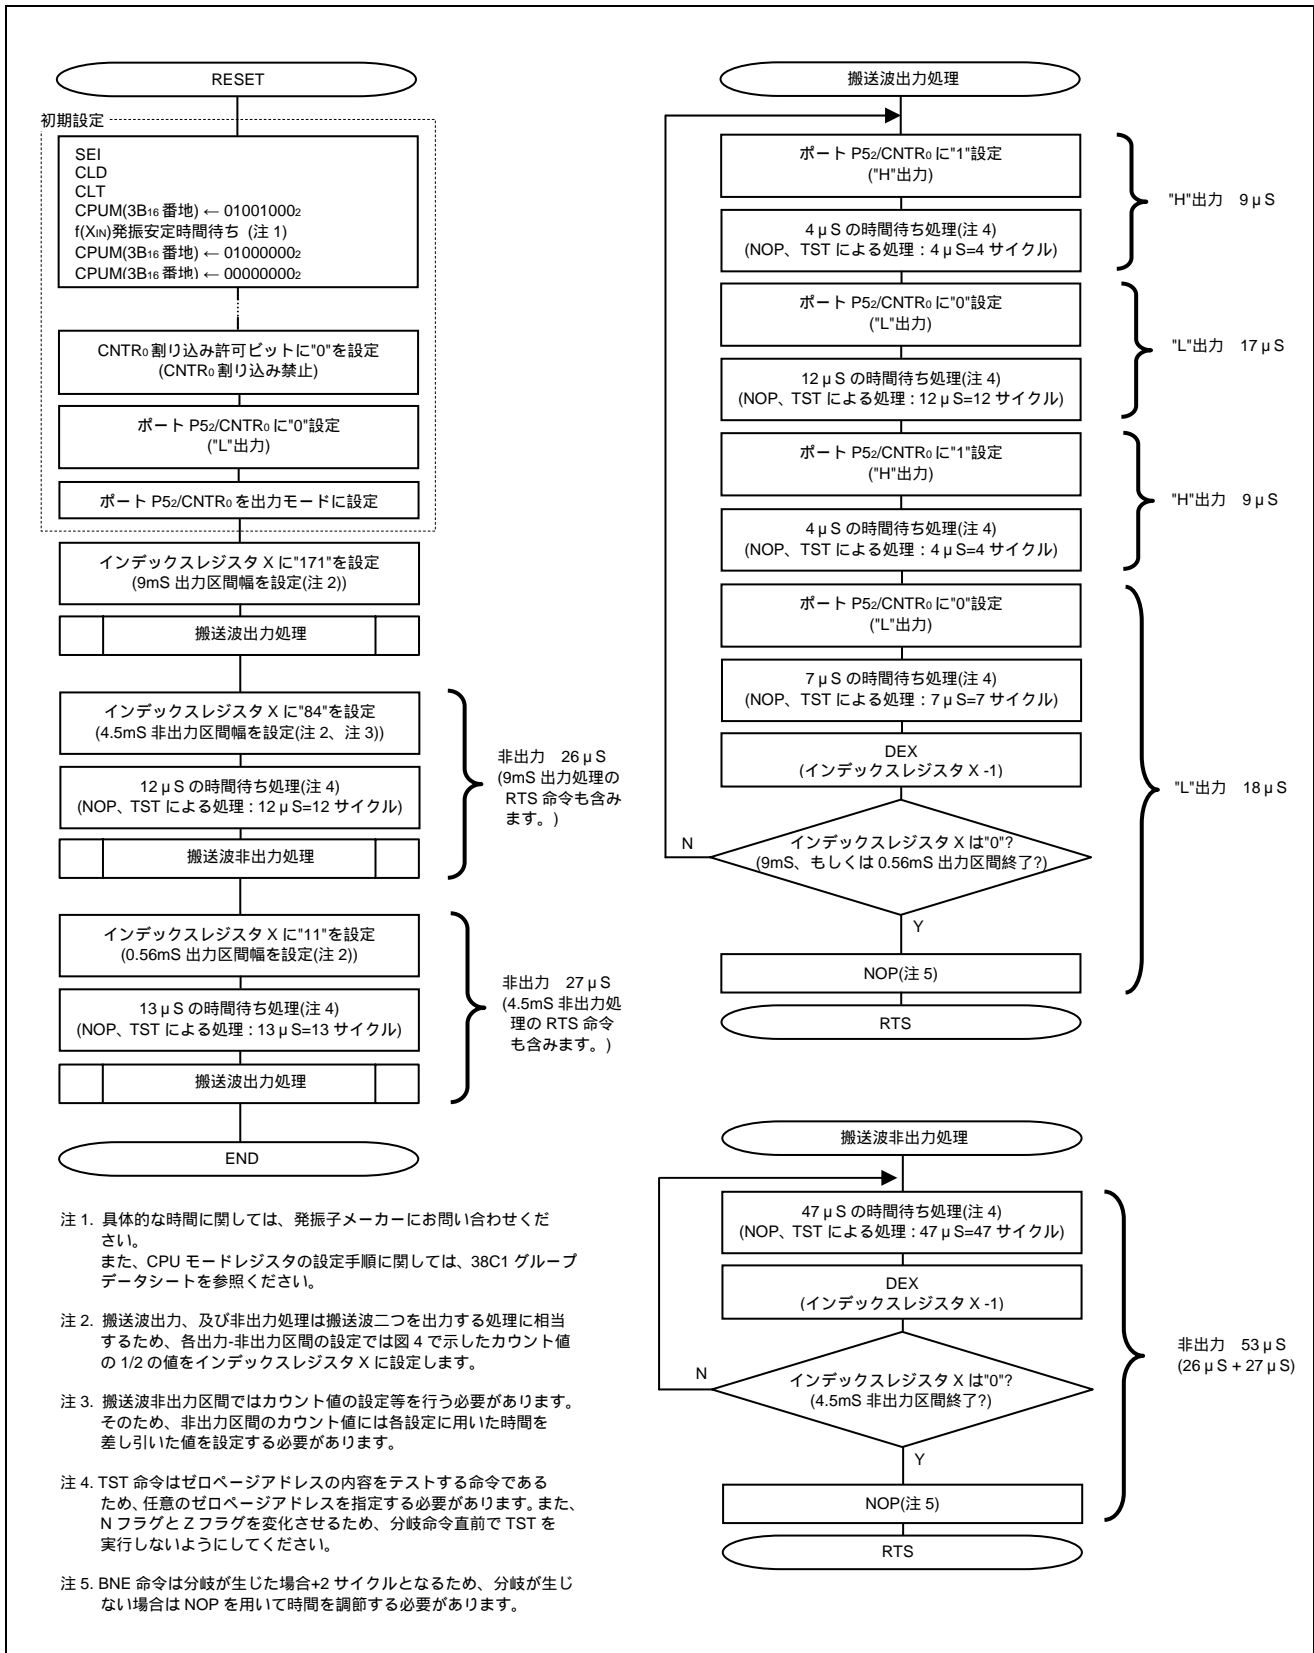 RESET
初期設定
SEI
CLD
CLT
CPUM(3B16 番地) ← 010010002
f(XIN)発振安定時間待ち (注 1)
CPUM(3B16 番地) ← 010000002
CPUM(3B16 番地) ← 000000002
CNTR0 割り込み許可ビットに"0"を設定
(CNTR0 割り込み禁止)
ポート P52/CNTR0 に"0"設定
("L"出力)
ポート P52/CNTR0 を出力モードに設定
インデックスレジスタ X に"171"を設定
(9mS 出力区間幅を設定(注 2))
搬送波出力処理
インデックスレジスタ X に"84"を設定
(4.5mS 非出力区間幅を設定(注 2、注 3))
12μS の時間待ち処理(注 4)
(NOP、TST による処理：12μS=12 サイクル)
搬送波非出力処理
非出力 26μS
(9mS 出力処理の
RTS 命令も含み
ます。)
インデックスレジスタ X に"11"を設定
(0.56mS 出力区間幅を設定(注 2))
13μS の時間待ち処理(注 4)
(NOP、TST による処理：13μS=13 サイクル)
搬送波出力処理
非出力 27μS
(4.5mS 非出力処
理の RTS 命令
も含みます。)
END
注 1. 具体的な時間に関しては、発振子メーカーにお問い合わせくだ
さい。
また、CPU モードレジスタの設定手順に関しては、38C1 グループ
データシートを参照ください。
注 2. 搬送波出力、及び非出力処理は搬送波二つを出力する処理に相当
するため、各出力-非出力区間の設定では図 4 で示したカウント値
の 1/2 の値をインデックスレジスタ X に設定します。
注 3. 搬送波非出力区間ではカウント値の設定等を行う必要があります。
そのため、非出力区間のカウント値には各設定に用いた時間を
差し引いた値を設定する必要があります。
注 4. TST 命令はゼロページアドレスの内容をテストする命令である
ため、任意のゼロページアドレスを指定する必要があります。また、
N フラグと Z フラグを変化させるため、分岐命令直前で TST を
実行しないようにしてください。
注 5. BNE 命令は分岐が生じた場合+2 サイクルとなるため、分岐が生じ
ない場合は NOP を用いて時間を調節する必要があります。
搬送波出力処理
ポート P52/CNTR0 に"1"設定
("H"出力)
4μS の時間待ち処理(注 4)
(NOP、TST による処理：4μS=4 サイクル)
"H"出力 9μS
ポート P52/CNTR0 に"0"設定
("L"出力)
12μS の時間待ち処理(注 4)
(NOP、TST による処理：12μS=12 サイクル)
"L"出力 17μS
ポート P52/CNTR0 に"1"設定
("H"出力)
4μS の時間待ち処理(注 4)
(NOP、TST による処理：4μS=4 サイクル)
"H"出力 9μS
ポート P52/CNTR0 に"0"設定
("L"出力)
7μS の時間待ち処理(注 4)
(NOP、TST による処理：7μS=7 サイクル)
DEX
(インデックスレジスタ X -1)
"L"出力 18μS
N
インデックスレジスタ X は"0"?
(9mS、もしくは 0.56mS 出力区間終了?)
Y
NOP(注 5)
RTS
搬送波非出力処理
47μS の時間待ち処理(注 4)
(NOP、TST による処理：47μS=47 サイクル)
DEX
(インデックスレジスタ X -1)
非出力 53μS
(26μS + 27μS)
N
インデックスレジスタ X は"0"?
(4.5mS 非出力区間終了?)
Y
NOP(注 5)
RTS